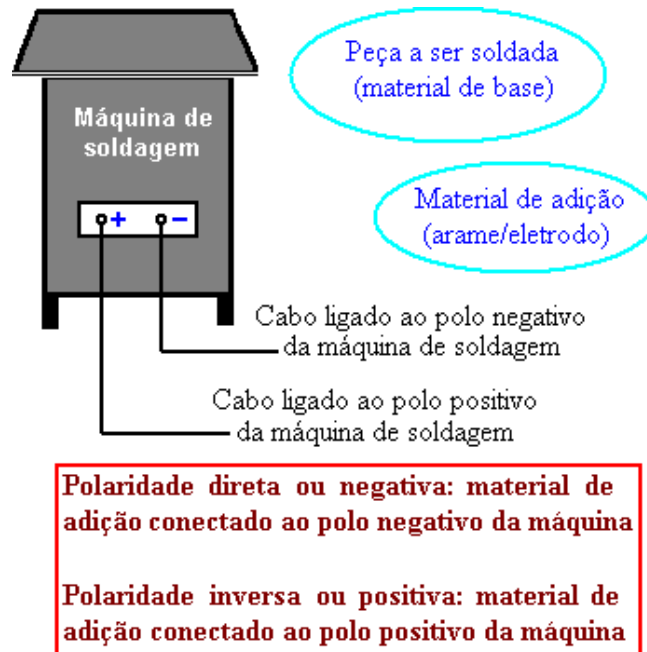 Peça a ser soldada
(material de base)
Máquina de
soldagem
Material de adição
(arame/eletrodo)
+ −
Cabo ligado ao polo negativo
da máquina de soldagem
Cabo ligado ao polo positivo
da máquina de soldagem
Polaridade direta ou negativa: material de
adição conectado ao polo negativo da máquina
Polaridade inversa ou positiva: material de
adição conectado ao polo positivo da máquina